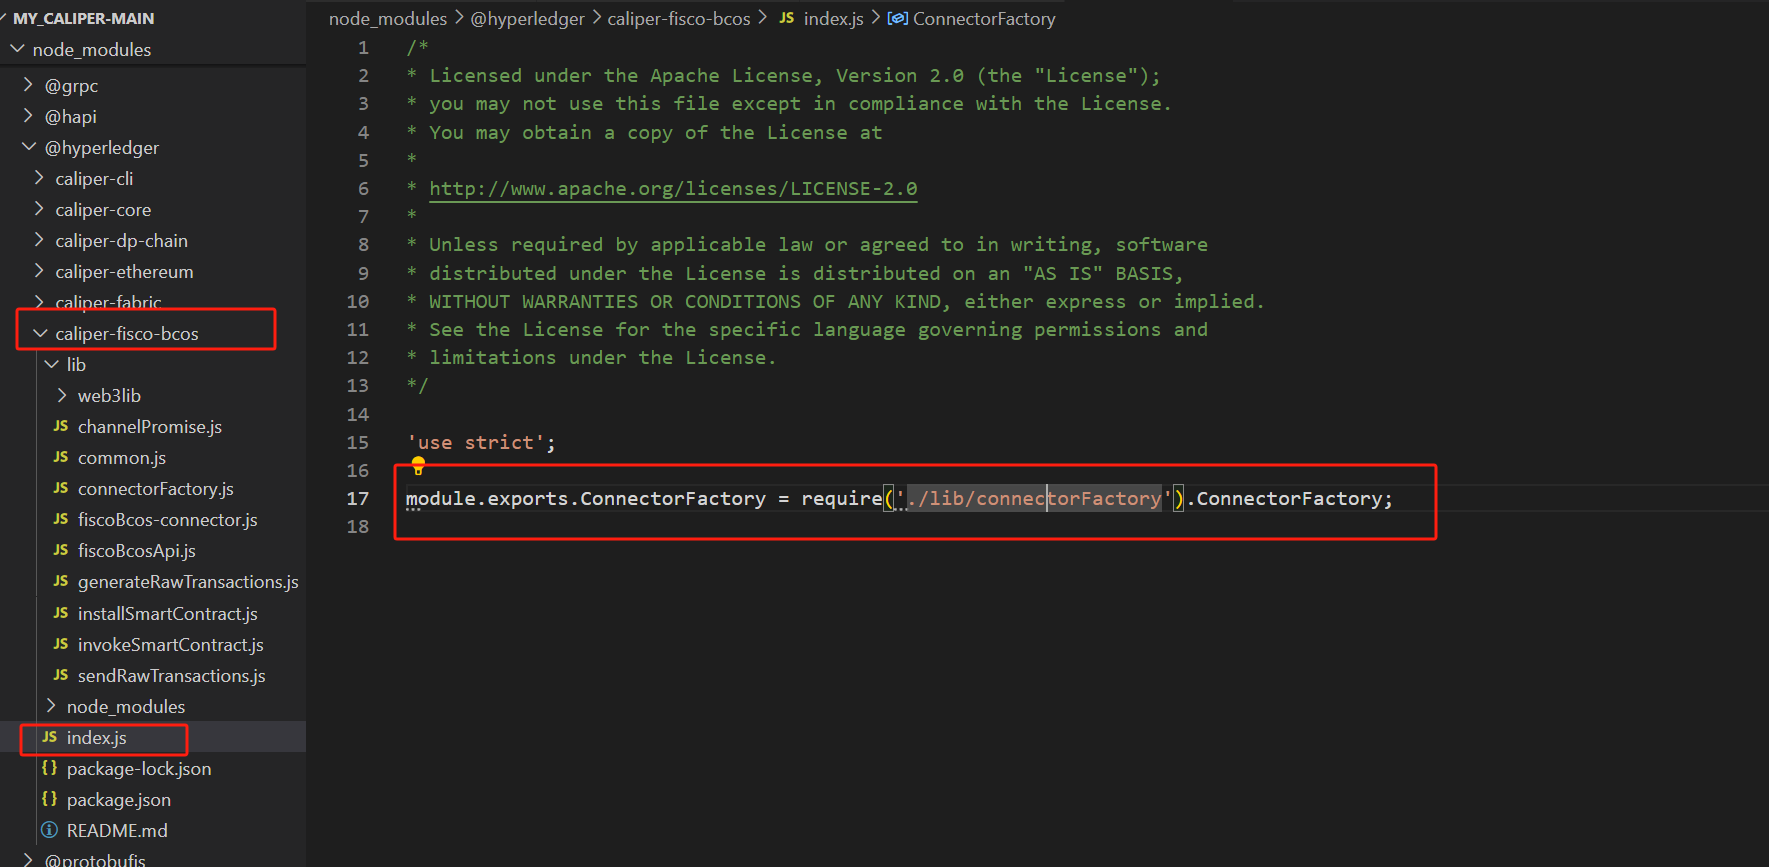 MY_CALIPER-MAIN
node_modules
@grpc
@hapi
@hyperledger
caliper-cli
caliper-core
caliper-dp-chain
caliper-ethereum
caliper-fabric
caliper-fisco-bcos
lib
web3lib
JS channelPromise.js
JS common.js
JS connectorFactory.js
JS fiscoBcos-connector.js
JS fiscoBcosApi.js
JS generateRawTransactions.js
JS installSmartContract.js
JS invokeSmartContract.js
JS sendRawTransactions.js
node_modules
JS index.js
{} package-lock.json
{} package.json
README.md
@protobufjs
node_modules > @hyperledger > caliper-fisco-bcos > JS index.js > ConnectorFactory
1 /*
2 * Licensed under the Apache License, Version 2.0 (the "License");
3 * you may not use this file except in compliance with the License.
4 * You may obtain a copy of the License at
5 *
6 * http://www.apache.org/licenses/LICENSE-2.0
7 *
8 * Unless required by applicable law or agreed to in writing, software
9 * distributed under the License is distributed on an "AS IS" BASIS,
10 * WITHOUT WARRANTIES OR CONDITIONS OF ANY KIND, either express or implied.
11 * See the License for the specific language governing permissions and
12 * limitations under the License.
13 */
14
15 'use strict';
16
17 module.exports.ConnectorFactory = require('./lib/connectorFactory').ConnectorFactory;
18